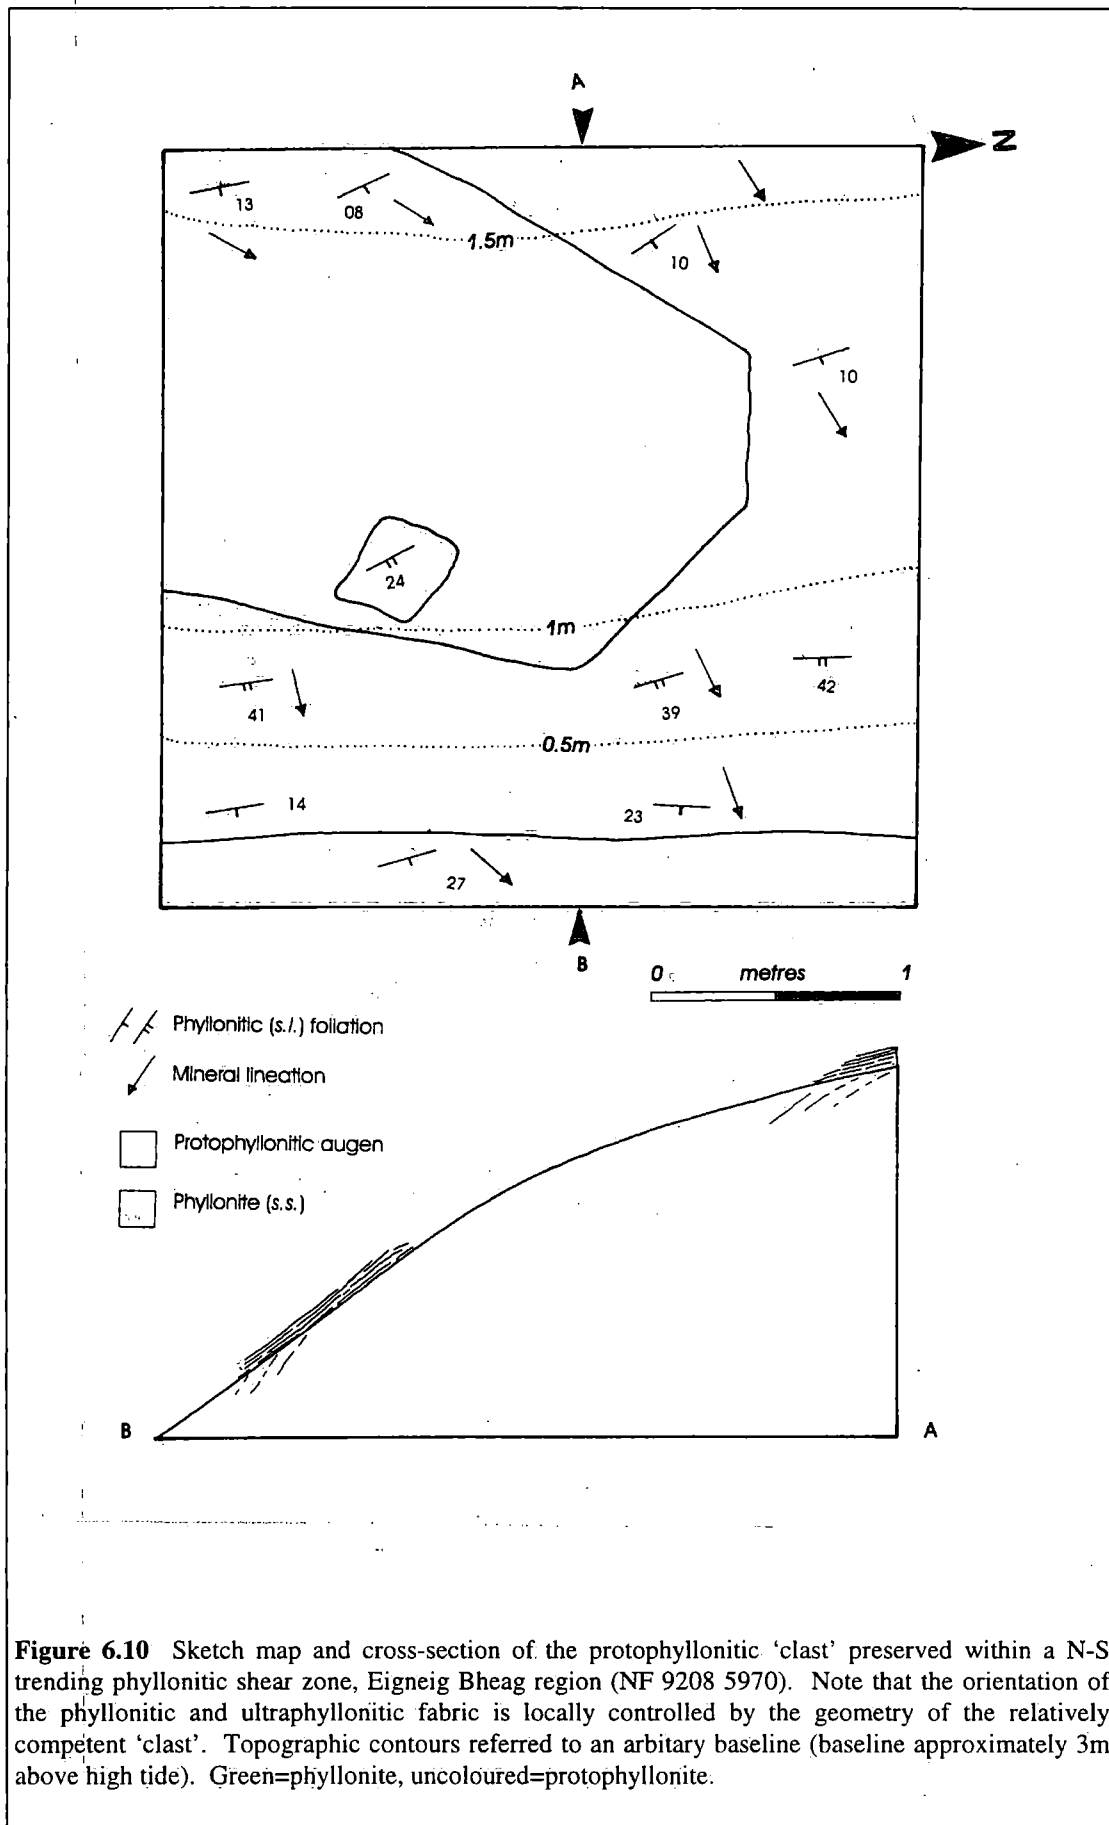 A
N
13
08
1.5m
10
10
24
1m
41
39
42
0.5m
14
23
27
B
0 metres 1
Phyllonitic (s.l.) foliation
Mineral lineation
Protophyllonitic augen
Phyllonite (s.s.)
B
A
Figure 6.10 Sketch map and cross-section of the protophyllonitic ‘clast’ preserved within a N-S
trending phyllonitic shear zone, Eigneig Bheag region (NF 9208 5970). Note that the orientation of
the phyllonitic and ultraphyllonitic fabric is locally controlled by the geometry of the relatively
competent ‘clast’. Topographic contours referred to an arbitary baseline (baseline approximately 3m
above high tide). Green=phyllonite, uncoloured=protophyllonite.